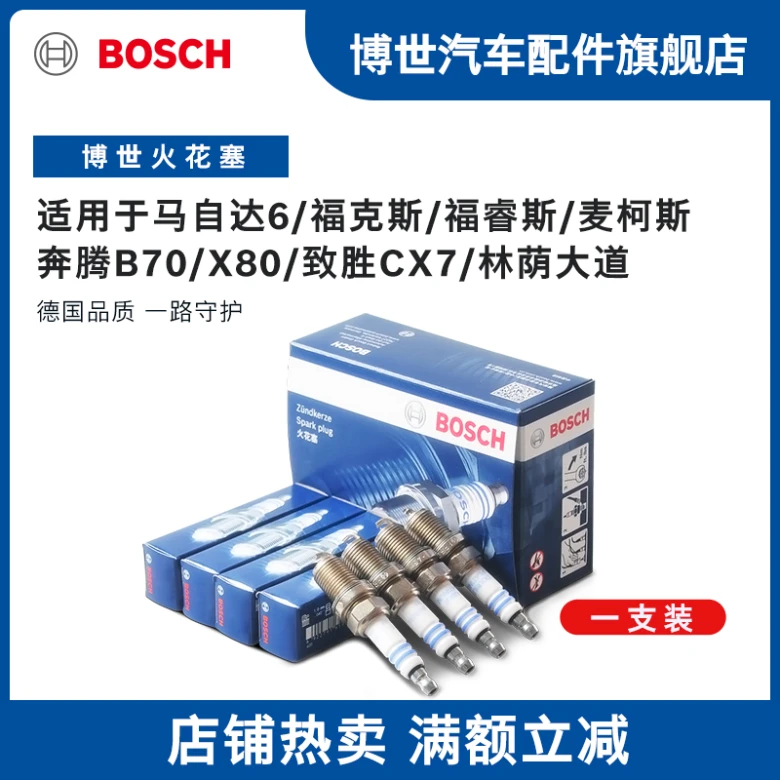 BOSCH
博世汽车配件旗舰店
博世火花塞
适用于马自达6/福克斯/福睿斯/麦柯斯
奔腾B70/X80/致胜CX7/林荫大道
德国品质 一路守护
BOSCH
Zündkerze
Spark plug
火花塞
BOSCH
一支装
店铺热卖 满额立减